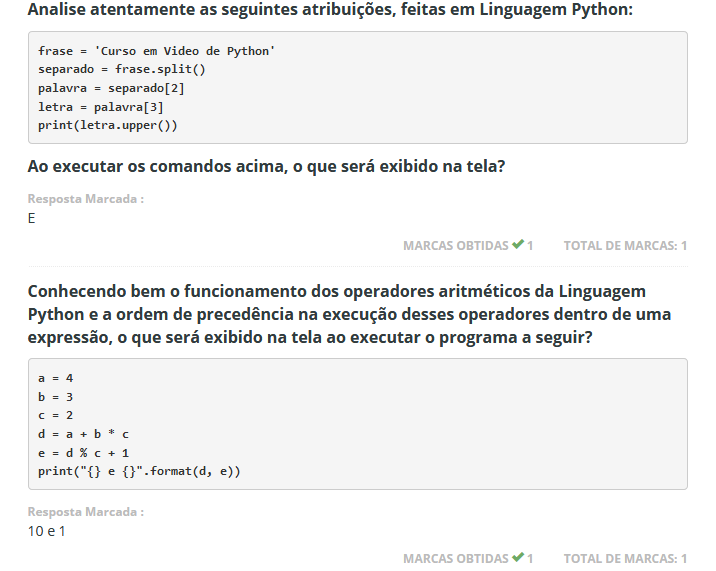 Analise atentamente as seguintes atribuições, feitas em Linguagem Python:
frase = 'Curso em Video de Python'
separado = frase.split()
palavra = separado[2]
letra = palavra[3]
print(letra.upper())
Ao executar os comandos acima, o que será exibido na tela?
Resposta Marcada :
E
MARCAS OBTIDAS ✔ 1 TOTAL DE MARCAS: 1
Conhecendo bem o funcionamento dos operadores aritméticos da Linguagem
Python e a ordem de precedência na execução desses operadores dentro de uma
expressão, o que será exibido na tela ao executar o programa a seguir?
a = 4
b = 3
c = 2
d = a + b * c
e = d % c + 1
print("{} e {}".format(d, e))
Resposta Marcada :
10 e 1
MARCAS OBTIDAS ✔ 1 TOTAL DE MARCAS: 1